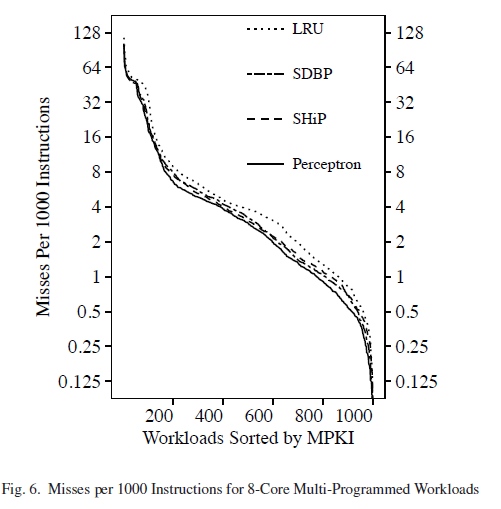 128
64
32
16
8
4
2
1
0.5
0.25
0.125
Misses Per 1000 Instructions
LRU
SDBP
SHiP
Perceptron
128
64
32
16
8
4
2
1
0.5
0.25
0.125
200 400 600 800 1000
Workloads Sorted by MPKI
Fig. 6. Misses per 1000 Instructions for 8-Core Multi-Programmed Workloads